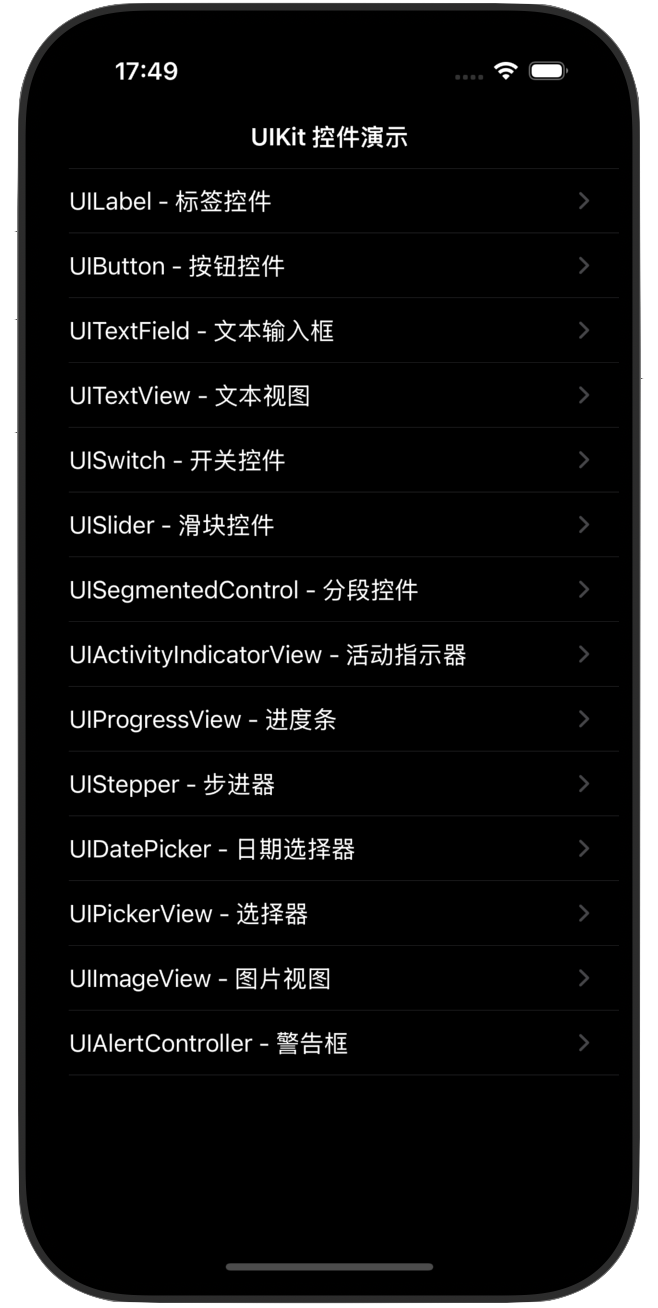 17:49
UIKit 控件演示
UILabel - 标签控件
UIButton - 按钮控件
UITextField - 文本输入框
UITextView - 文本视图
UISwitch - 开关控件
UISlider - 滑块控件
UISegmentedControl - 分段控件
UIActivityIndicatorView - 活动指示器
UIProgressView - 进度条
UIStepper - 步进器
UIDatePicker - 日期选择器
UIPickerView - 选择器
UIImageView - 图片视图
UIAlertController - 警告框